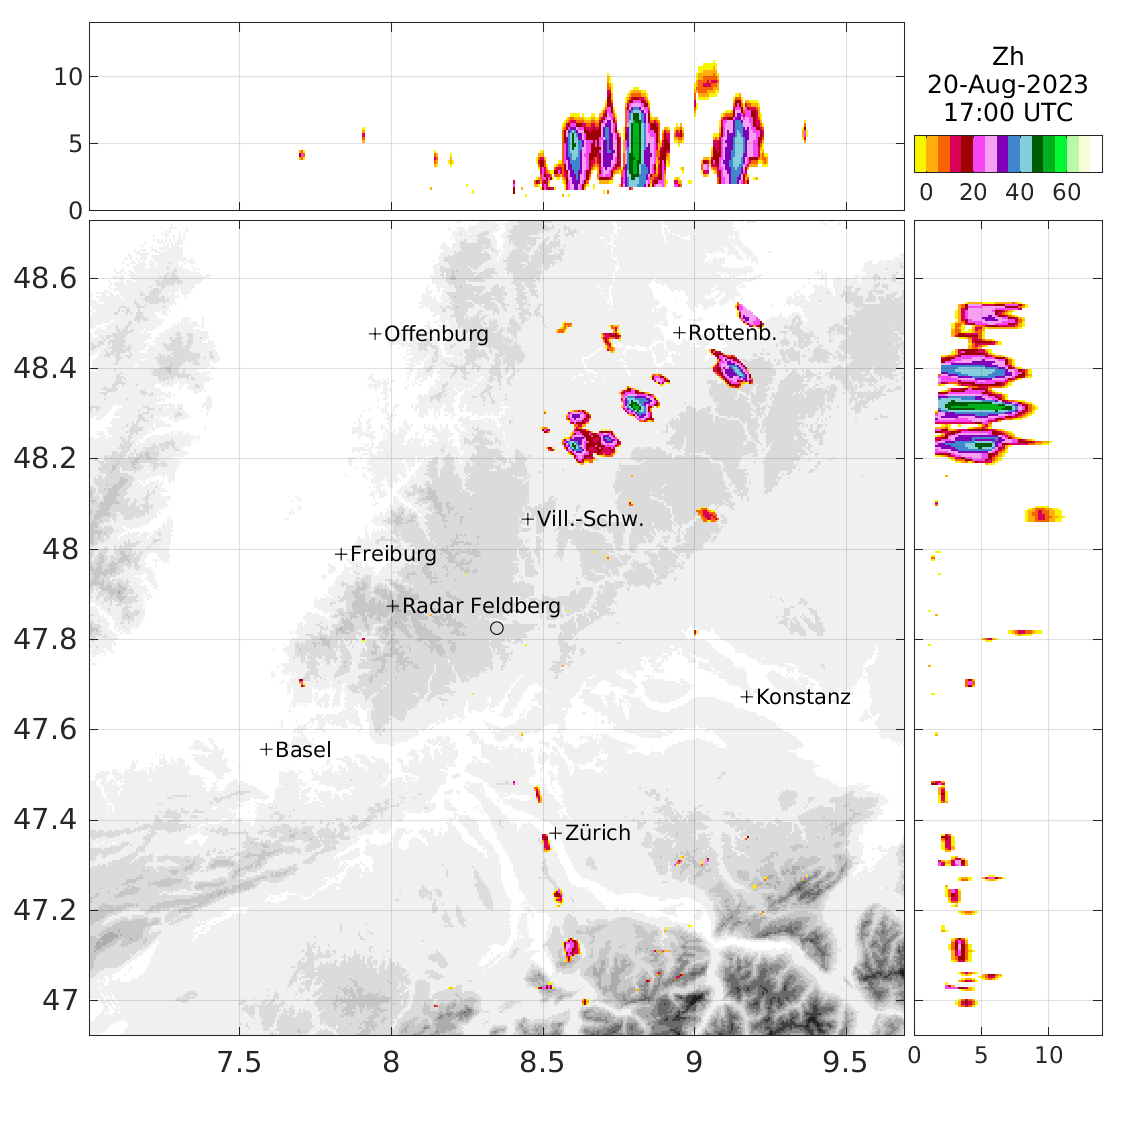 Zh
20-Aug-2023
17:00 UTC
0 20 40 60
10
5
0
48.6
48.4
48.2
48
47.8
47.6
47.4
47.2
47
Offenburg
Rottenb.
Vill.-Schw.
Freiburg
Radar Feldberg
Konstanz
Basel
Zürich
7.5 8 8.5 9 9.5
0 5 10